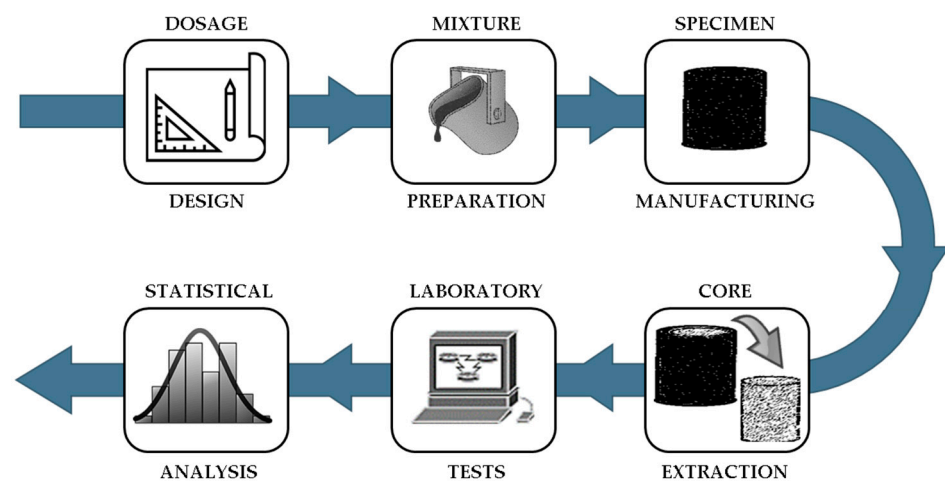 DOSAGE
DESIGN
MIXTURE
PREPARATION
SPECIMEN
MANUFACTURING
CORE
EXTRACTION
LABORATORY
TESTS
STATISTICAL
ANALYSIS